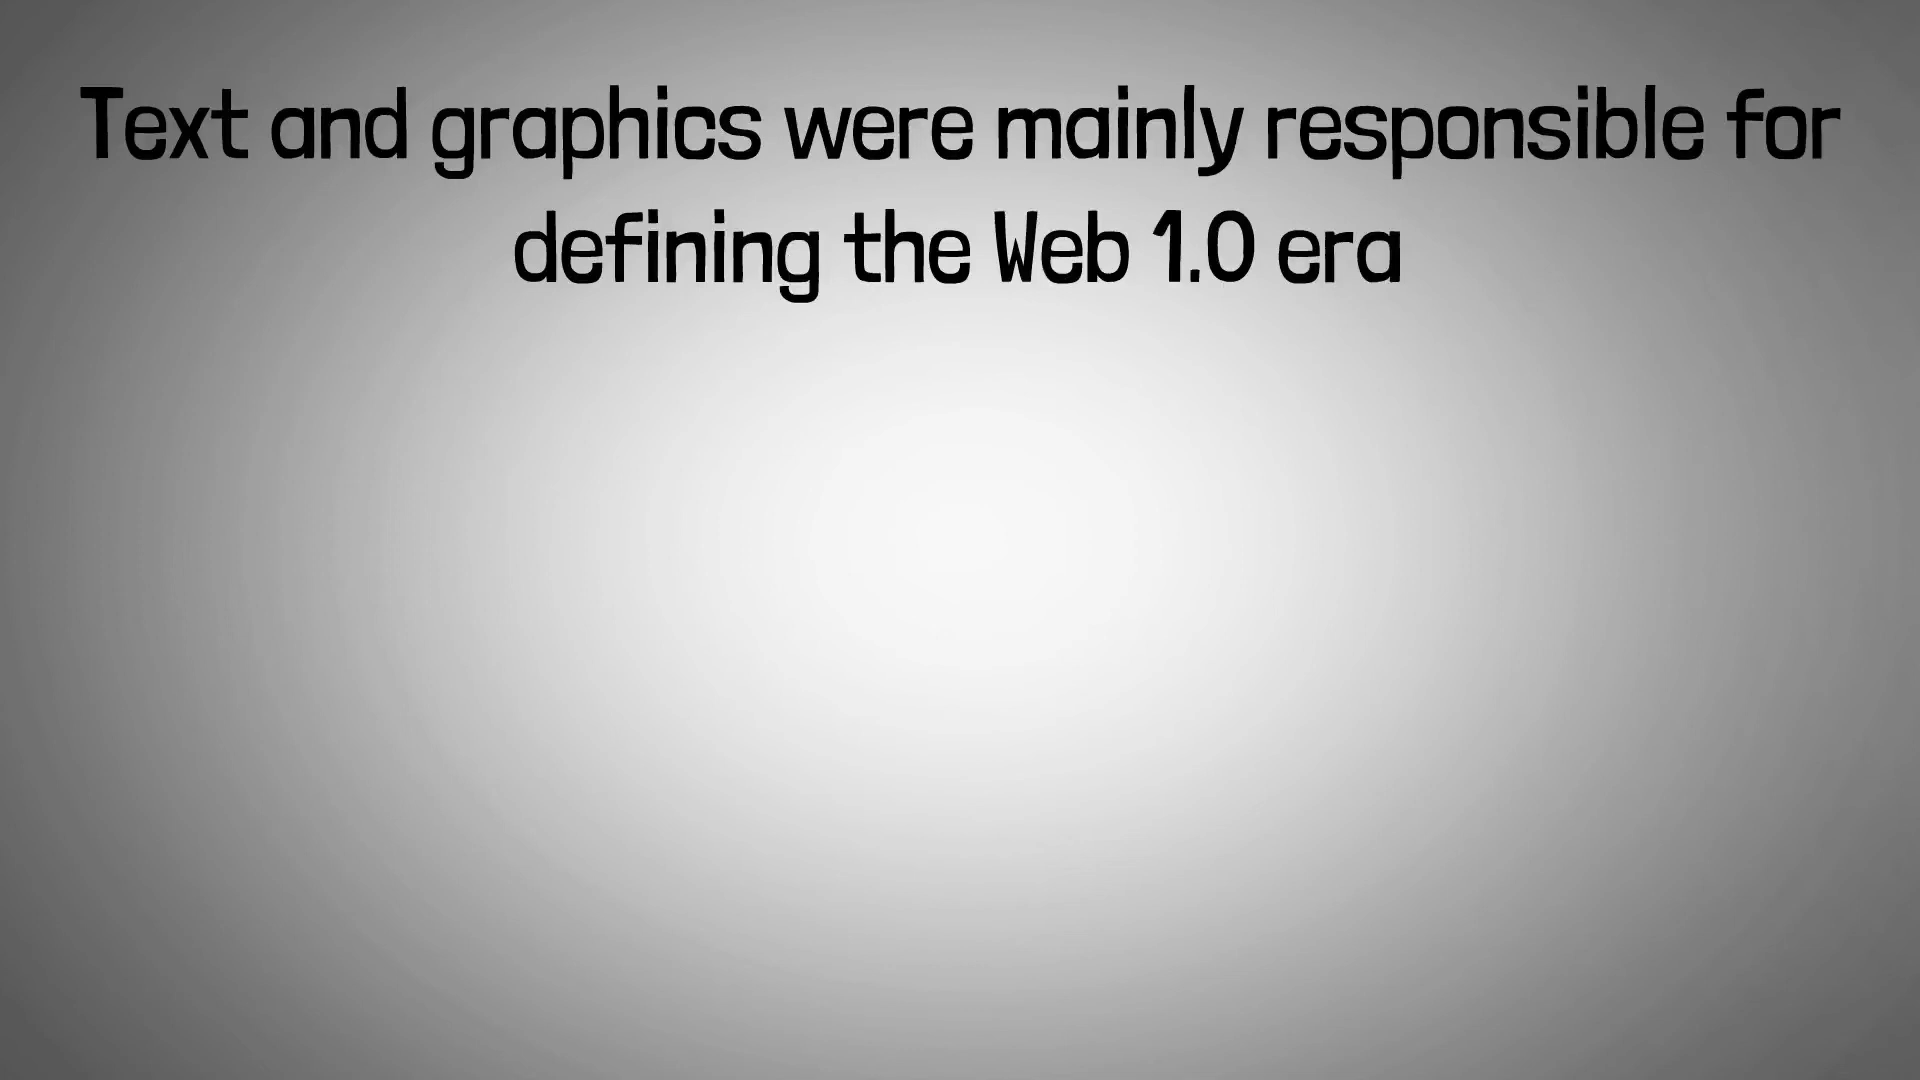 Text and graphics were mainly responsible for
defining the Web 1.0 era